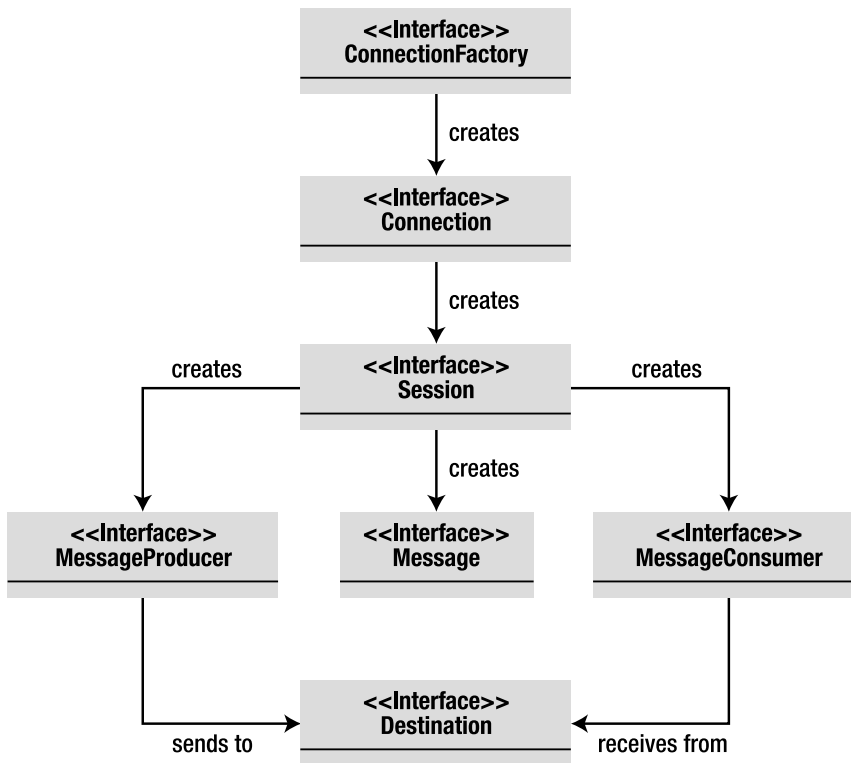 <<Interface>>
ConnectionFactory
creates
<<Interface>>
Connection
creates
creates
<<Interface>>
Session
creates
creates
<<Interface>>
MessageProducer
<<Interface>>
Message
<<Interface>>
MessageConsumer
<<Interface>>
Destination
sends to
receives from